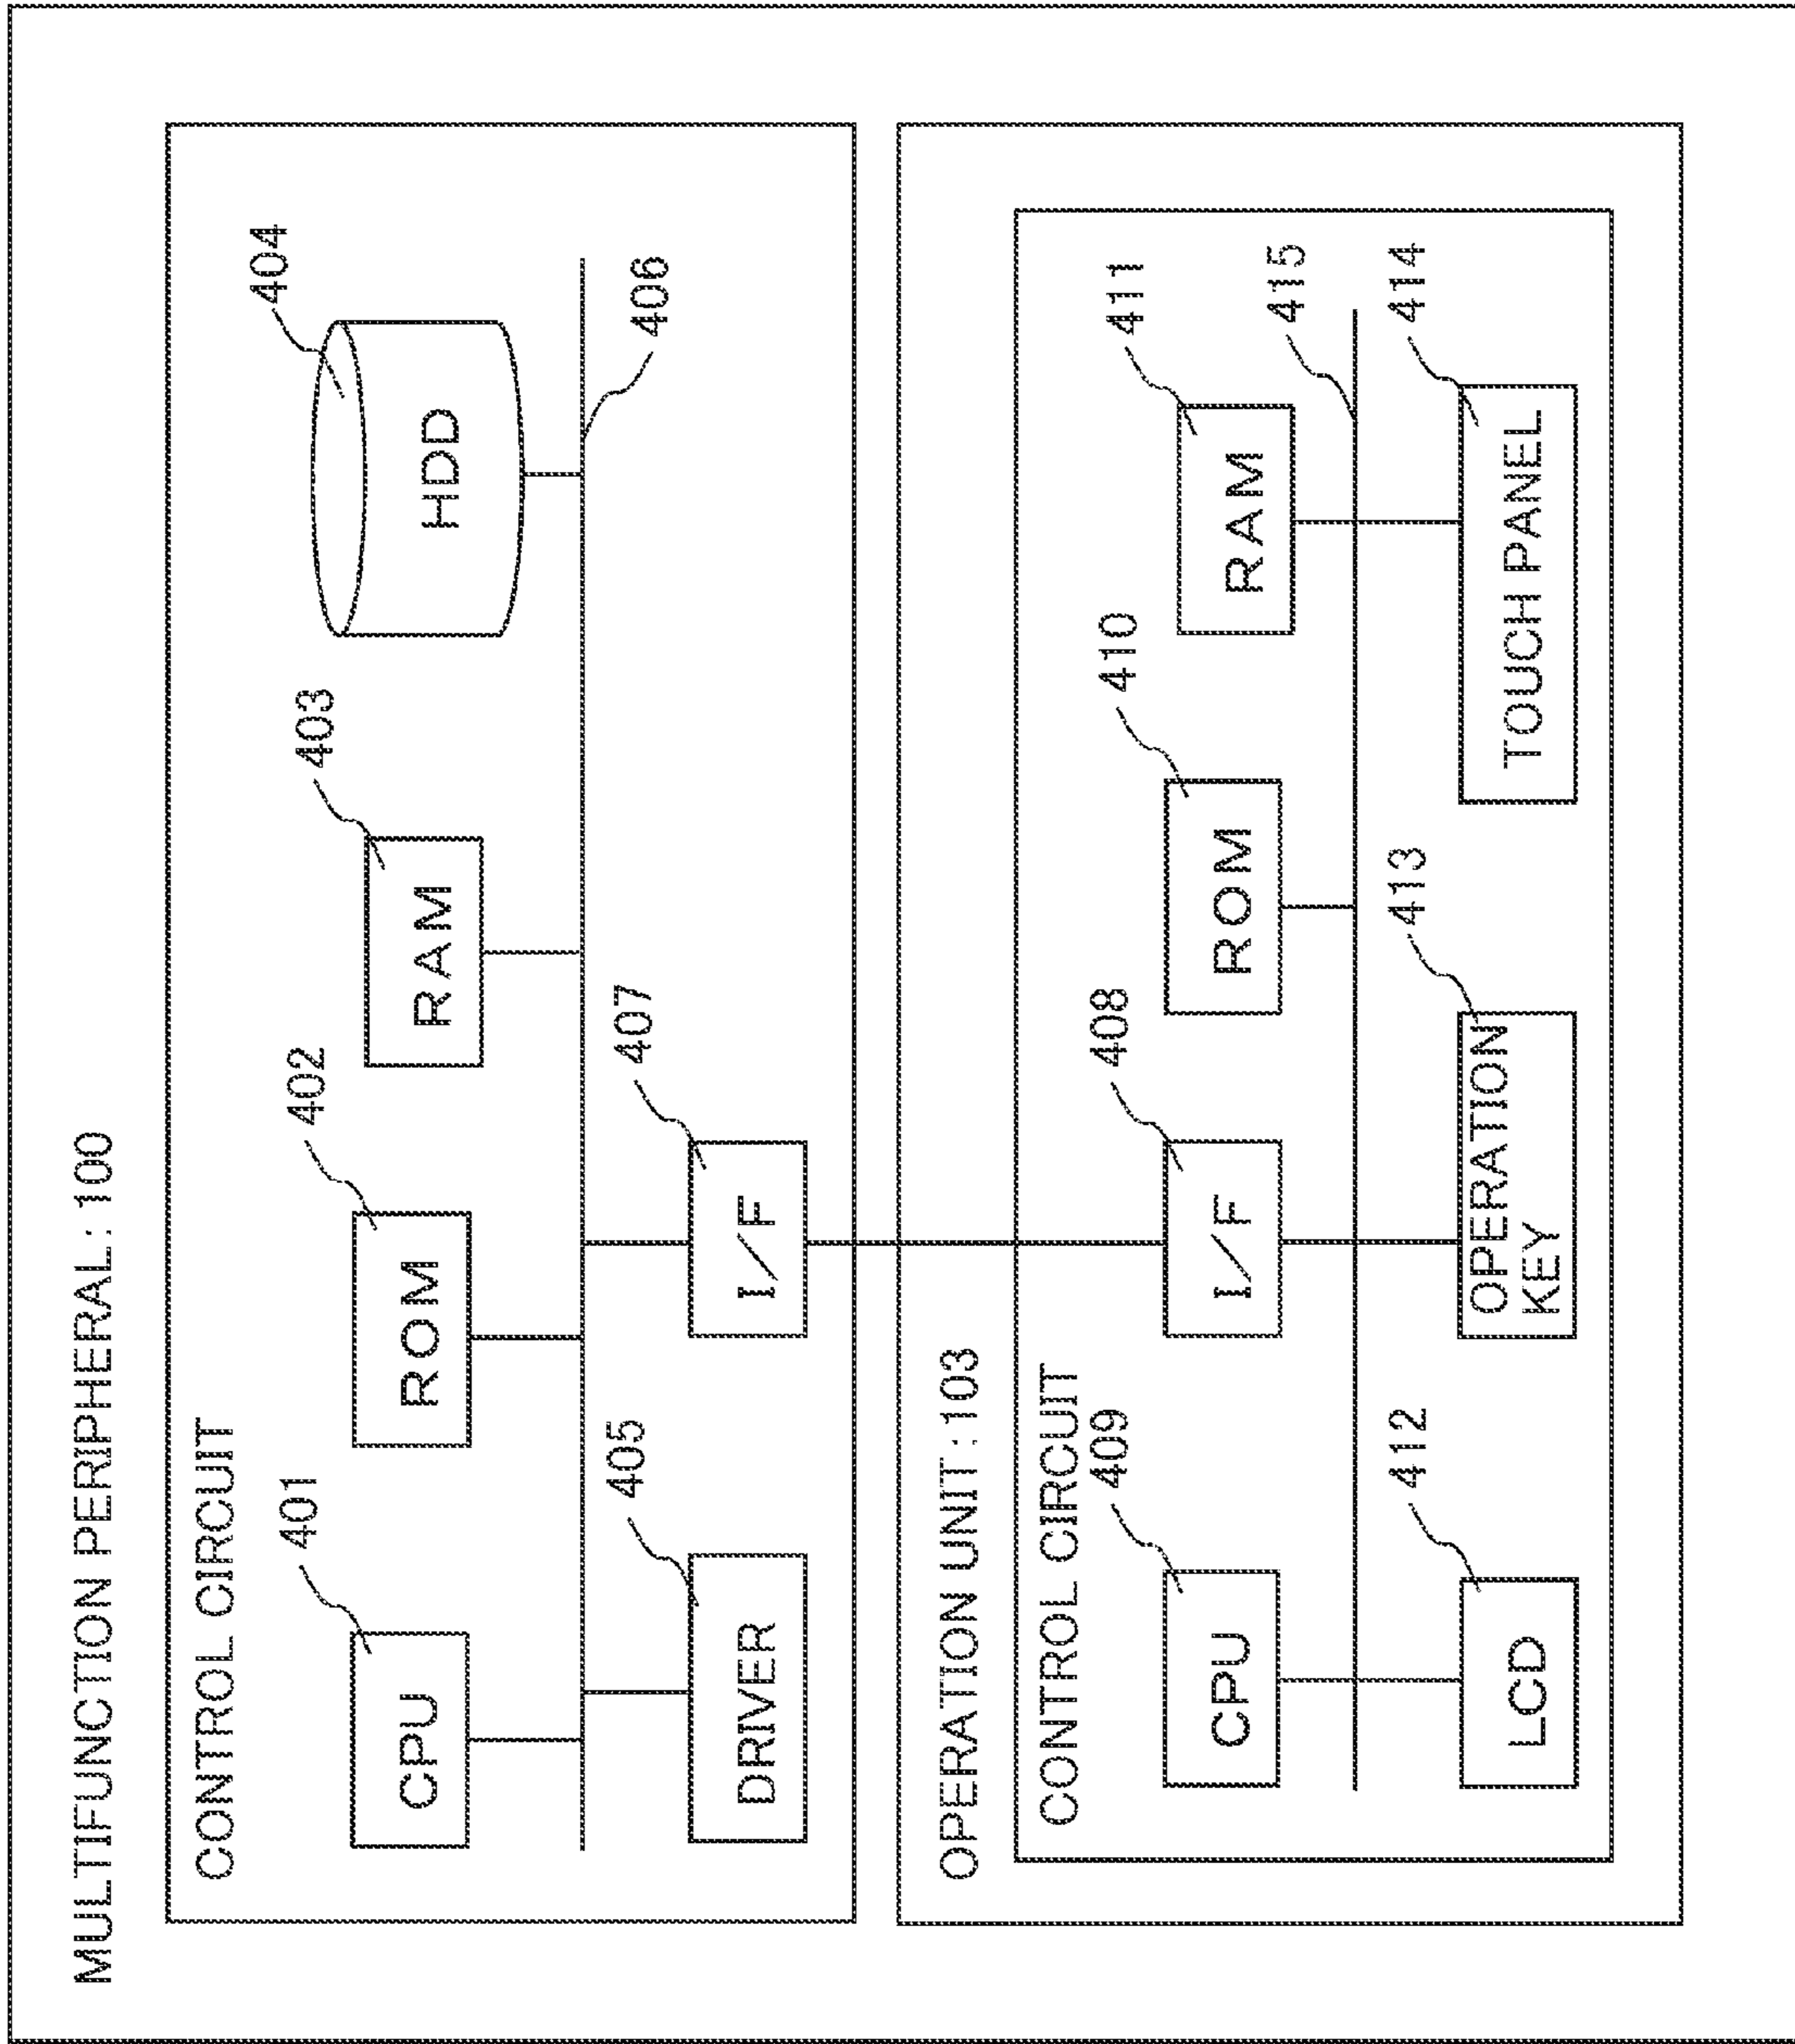 MULTIFUNCTION PERIPHERAL:100
CONTROL CIRCUIT
401
402
403
404
CPU
ROM
RAM
HDD
405
407
406
DRIVER
I/F
OPERATION UNIT:103
CONTROL CIRCUIT
409
408
410
411
CPU
I/F
ROM
RAM
415
412
413
414
LCD
OPERATION
KEY
TOUCH PANEL